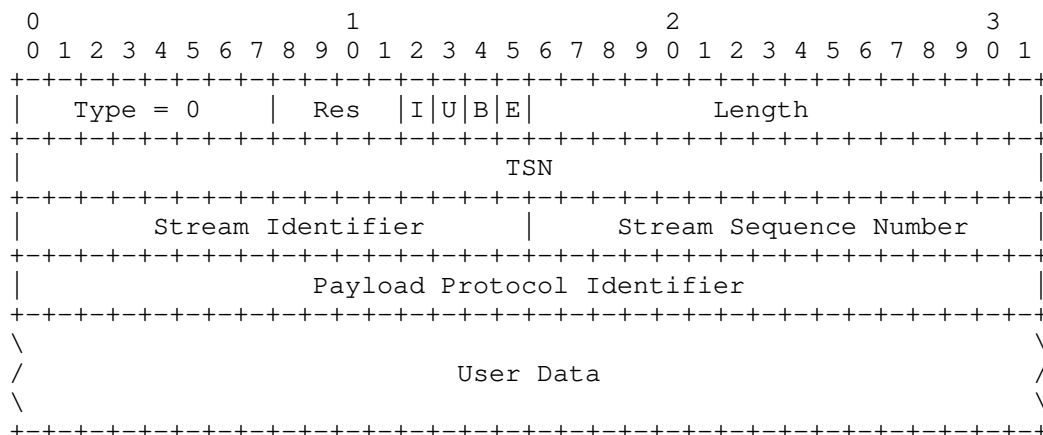 0                   1                   2                   3
 0 1 2 3 4 5 6 7 8 9 0 1 2 3 4 5 6 7 8 9 0 1 2 3 4 5 6 7 8 9 0 1
+-+-+-+-+-+-+-+-+-+-+-+-+-+-+-+-+-+-+-+-+-+-+-+-+-+-+-+-+-+-+-+-+
|   Type = 0    |  Res  |I|U|B|E|           Length              |
+-+-+-+-+-+-+-+-+-+-+-+-+-+-+-+-+-+-+-+-+-+-+-+-+-+-+-+-+-+-+-+-+
|                              TSN                              |
+-+-+-+-+-+-+-+-+-+-+-+-+-+-+-+-+-+-+-+-+-+-+-+-+-+-+-+-+-+-+-+-+
|        Stream Identifier      |     Stream Sequence Number    |
+-+-+-+-+-+-+-+-+-+-+-+-+-+-+-+-+-+-+-+-+-+-+-+-+-+-+-+-+-+-+-+-+
|                  Payload Protocol Identifier                  |
+-+-+-+-+-+-+-+-+-+-+-+-+-+-+-+-+-+-+-+-+-+-+-+-+-+-+-+-+-+-+-+-+
\                                                               \
/                           User Data                           /
\                                                               \
+-+-+-+-+-+-+-+-+-+-+-+-+-+-+-+-+-+-+-+-+-+-+-+-+-+-+-+-+-+-+-+-+